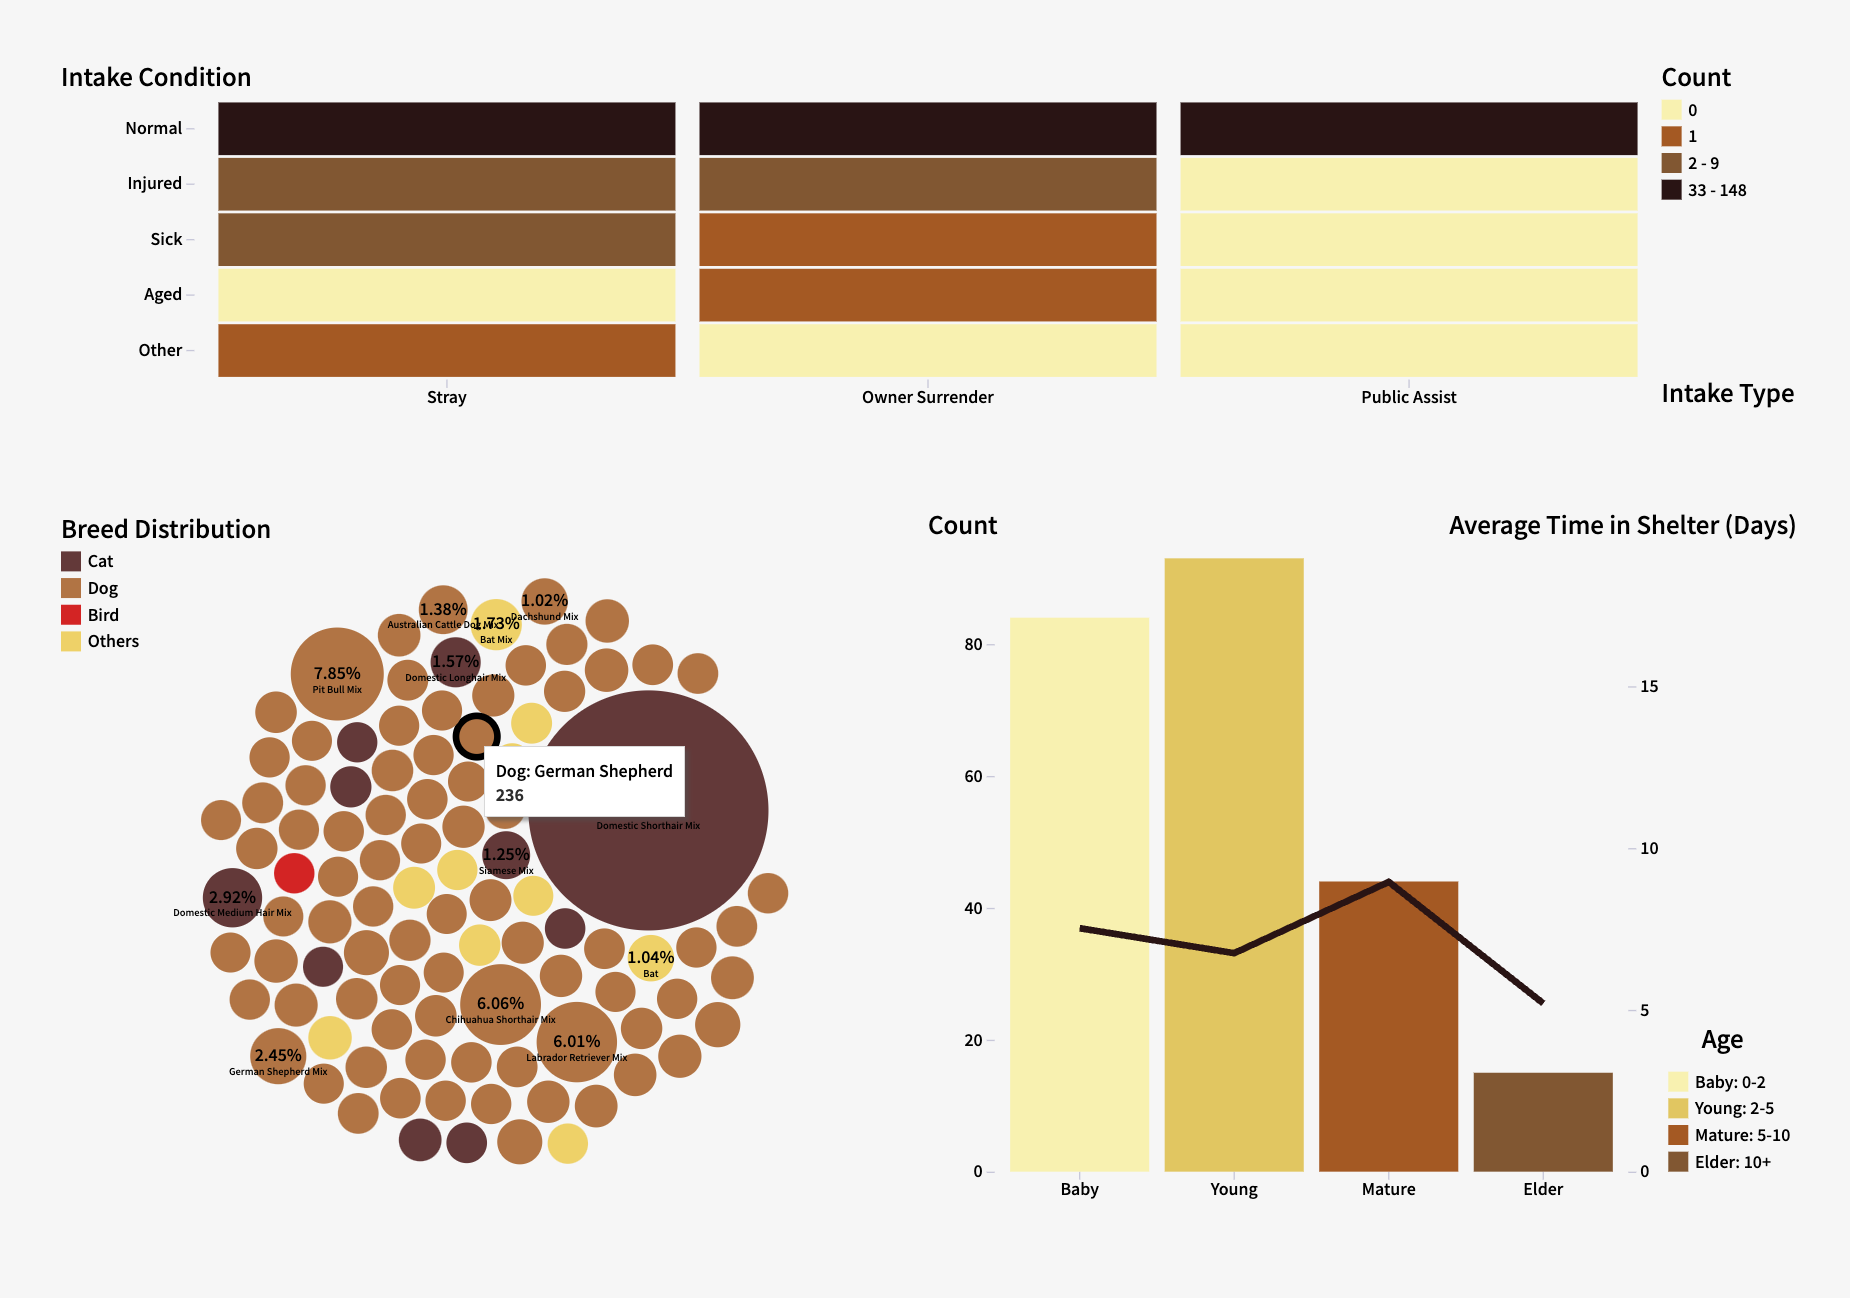 Intake Condition
Count
0
1
2 - 9
33 - 148
Normal
Injured
Sick
Aged
Other
Stray
Owner Surrender
Public Assist
Intake Type
Breed Distribution
Cat
Dog
Bird
Others
1.38%
Australian Cattle Dog Mix
1.73%
Bat Mix
1.02%
Dachshund Mix
1.57%
Domestic Longhair Mix
7.85%
Pit Bull Mix
Dog: German Shepherd
236
Domestic Shorthair Mix
1.25%
Siamese Mix
2.92%
Domestic Medium Hair Mix
1.04%
Bat
6.06%
Chihuahua Shorthair Mix
6.01%
Labrador Retriever Mix
2.45%
German Shepherd Mix
Count
Average Time in Shelter (Days)
80
60
40
20
0
15
10
5
0
Baby
Young
Mature
Elder
Age
Baby: 0-2
Young: 2-5
Mature: 5-10
Elder: 10+